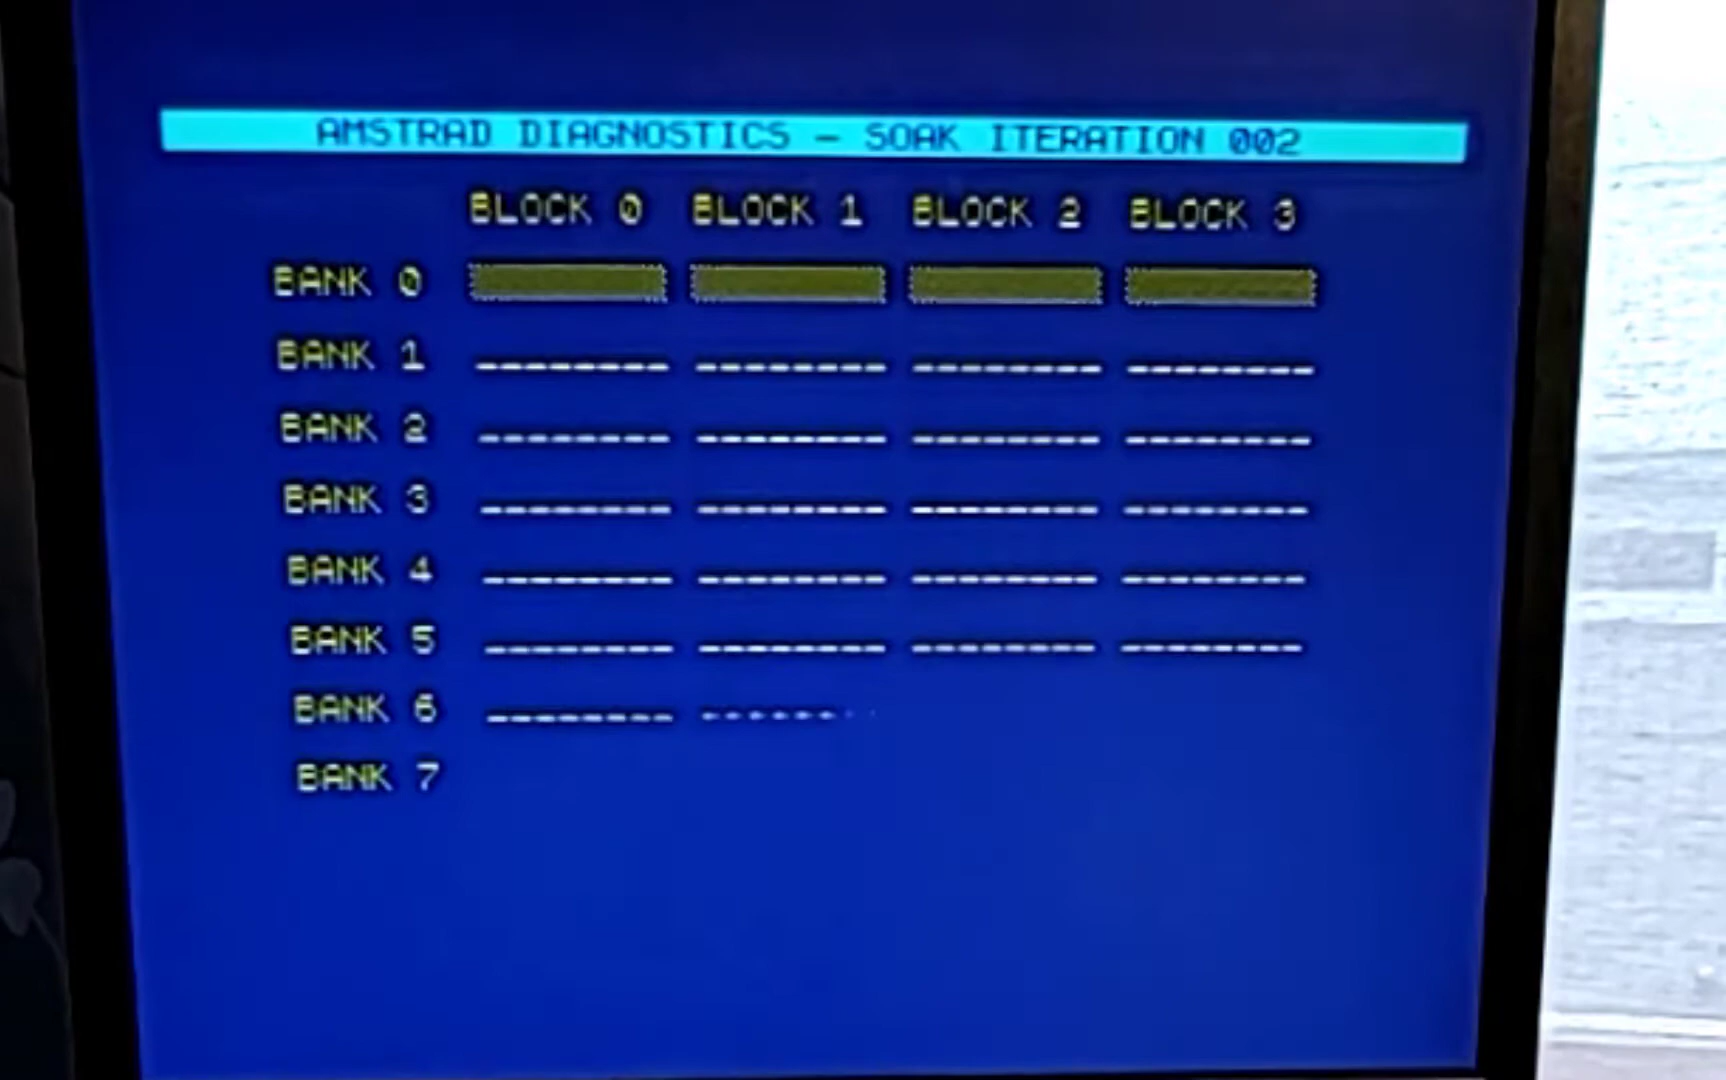 AMSTRAD DIAGNOSTICS - SOAK ITERATION 002
BLOCK 0 BLOCK 1 BLOCK 2 BLOCK 3
BANK 0
BANK 1 -------- -------- -------- --------
BANK 2 -------- -------- -------- --------
BANK 3 -------- -------- -------- --------
BANK 4 -------- -------- -------- --------
BANK 5 -------- -------- -------- --------
BANK 6 -------- --------
BANK 7